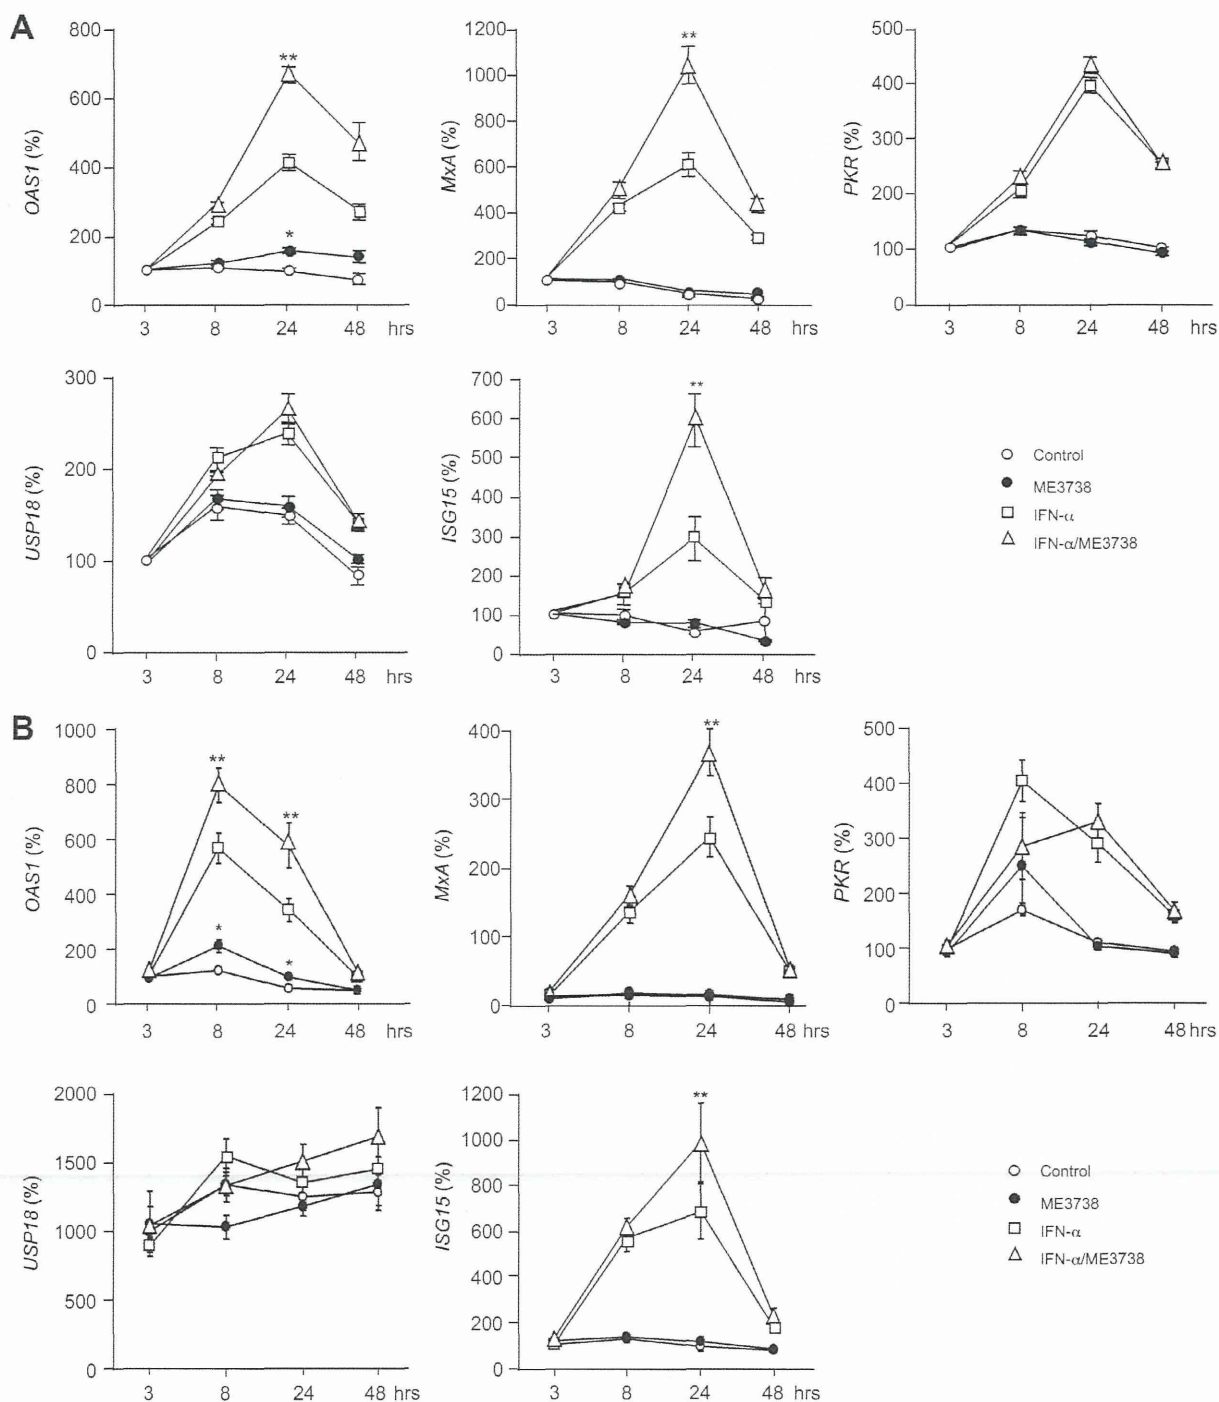 A
OAS1 (%)
800
600
400
200
0
3 8 24 48 hrs
**
*
MxA (%)
1200
1000
800
600
400
200
0
3 8 24 48 hrs
**
PKR (%)
500
400
300
200
100
0
3 8 24 48 hrs
USP18 (%)
300
200
100
0
3 8 24 48 hrs
ISG15 (%)
700
600
500
400
300
200
100
0
3 8 24 48 hrs
**
Control
ME3738
IFN-α
IFN-α/ME3738
B
OAS1 (%)
1000
800
600
400
200
0
3 8 24 48 hrs
**
**
*
*
MxA (%)
400
300
200
100
0
3 8 24 48 hrs
**
PKR (%)
500
400
300
200
100
0
3 8 24 48 hrs
USP18 (%)
2000
1500
1000
500
0
3 8 24 48 hrs
ISG15 (%)
1200
1000
800
600
400
200
0
3 8 24 48 hrs
**
Control
ME3738
IFN-α
IFN-α/ME3738